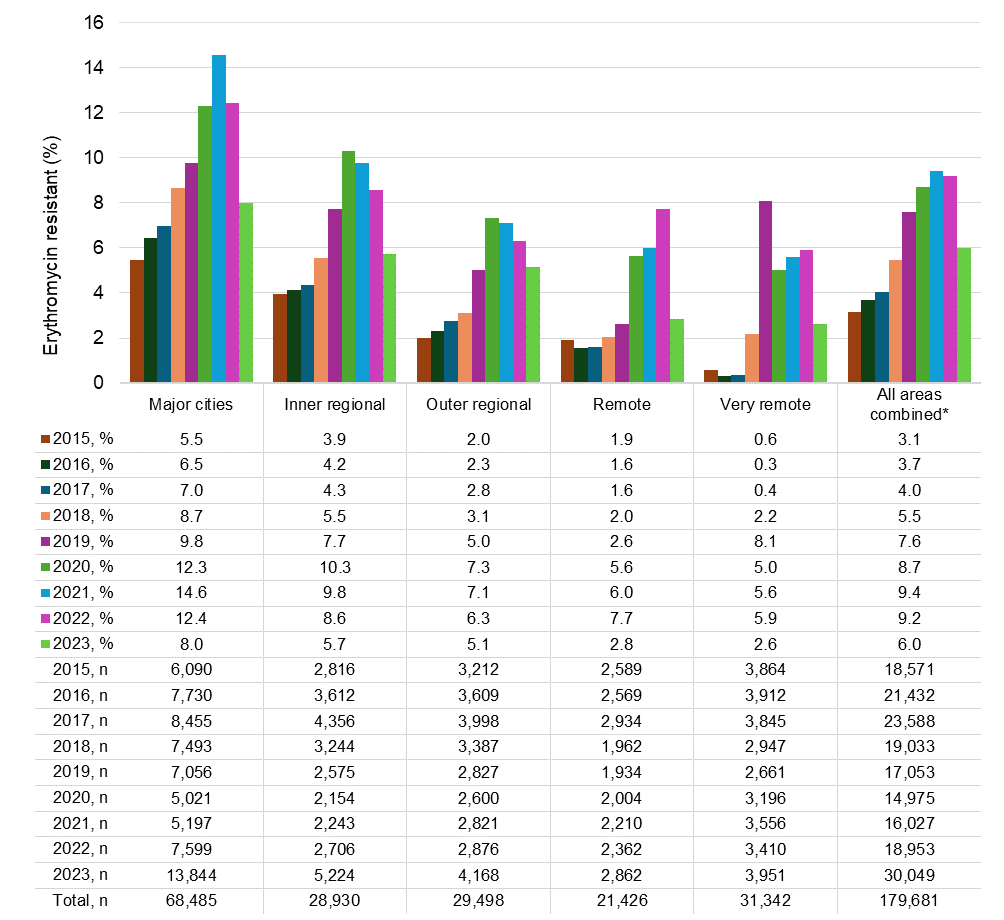 16
14
12
10
8
6
4
2
0
Erythromycin resistant (%)
Major cities Inner regional Outer regional Remote Very remote All areas combined*
2015, % 5.5 3.9 2.0 1.9 0.6 3.1
2016, % 6.5 4.2 2.3 1.6 0.3 3.7
2017, % 7.0 4.3 2.8 1.6 0.4 4.0
2018, % 8.7 5.5 3.1 2.0 2.2 5.5
2019, % 9.8 7.7 5.0 2.6 8.1 7.6
2020, % 12.3 10.3 7.3 5.6 5.0 8.7
2021, % 14.6 9.8 7.1 6.0 5.6 9.4
2022, % 12.4 8.6 6.3 7.7 5.9 9.2
2023, % 8.0 5.7 5.1 2.8 2.6 6.0
2015, n 6,090 2,816 3,212 2,589 3,864 18,571
2016, n 7,730 3,612 3,609 2,569 3,912 21,432
2017, n 8,455 4,356 3,998 2,934 3,845 23,588
2018, n 7,493 3,244 3,387 1,962 2,947 19,033
2019, n 7,056 2,575 2,827 1,934 2,661 17,053
2020, n 5,021 2,154 2,600 2,004 3,196 14,975
2021, n 5,197 2,243 2,821 2,210 3,556 16,027
2022, n 7,599 2,706 2,876 2,362 3,410 18,953
2023, n 13,844 5,224 4,168 2,862 3,951 30,049
Total, n 68,485 28,930 29,498 21,426 31,342 179,681